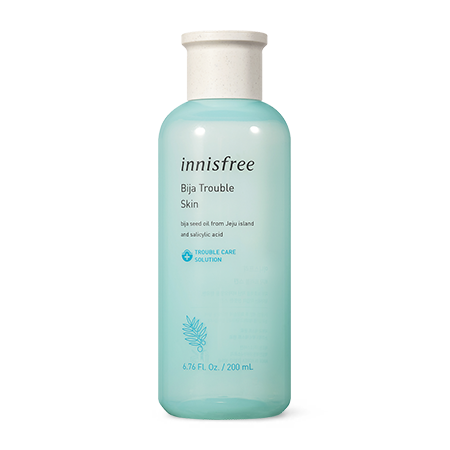 innisfree
Bija Trouble
Skin
bija seed oil from Jeju island
and salicylic acid
TROUBLE CARE
SOLUTION
6.76 Fl. Oz. / 200 mL